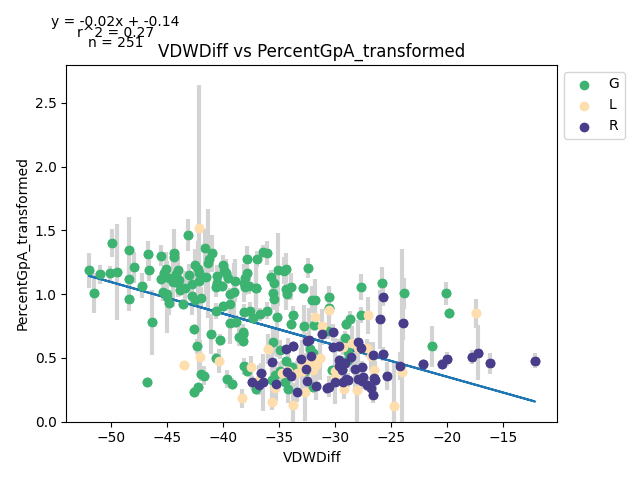 y = -0.02x + -0.14
r^2 = 0.27
n = 251
VDWDiff vs PercentGpA_transformed
G
L
R
PercentGpA_transformed
2.5
2.0
1.5
1.0
0.5
0.0
−50
−45
−40
−35
−30
−25
−20
−15
VDWDiff